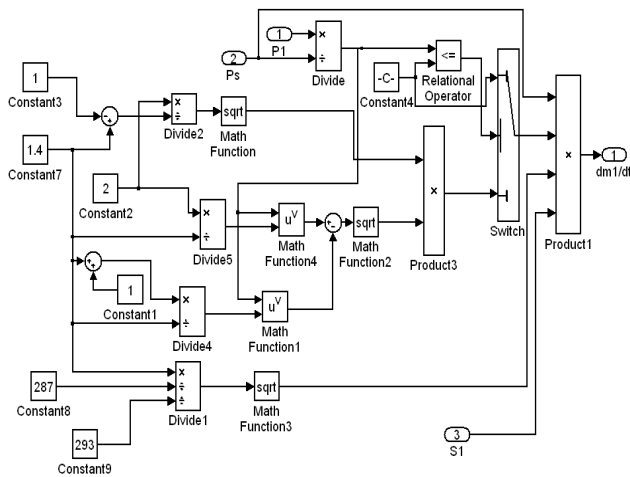 1
P1
2
Ps
×
÷
Divide
<=
Relational
Operator
-C-
Constant4
1
Constant3
×
÷
Divide2
sqrt
Math
Function
1.4
Constant7
2
Constant2
×
÷
Divide5
u^V
Math
Function4
sqrt
Math
Function2
×
Product3
Switch
×
Product1
1
dm1/dt
1
Constant1
×
÷
Divide4
u^V
Math
Function1
287
Constant8
×
÷
÷
Divide1
sqrt
Math
Function3
293
Constant9
3
S1